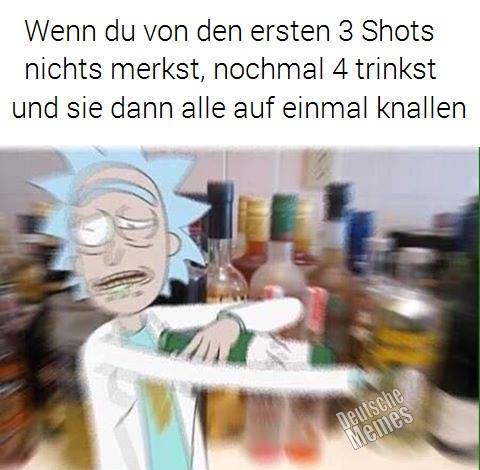 Wenn du von den ersten 3 Shots
nichts merkst, nochmal 4 trinkst
und sie dann alle auf einmal knallen
Deutsche
Memes